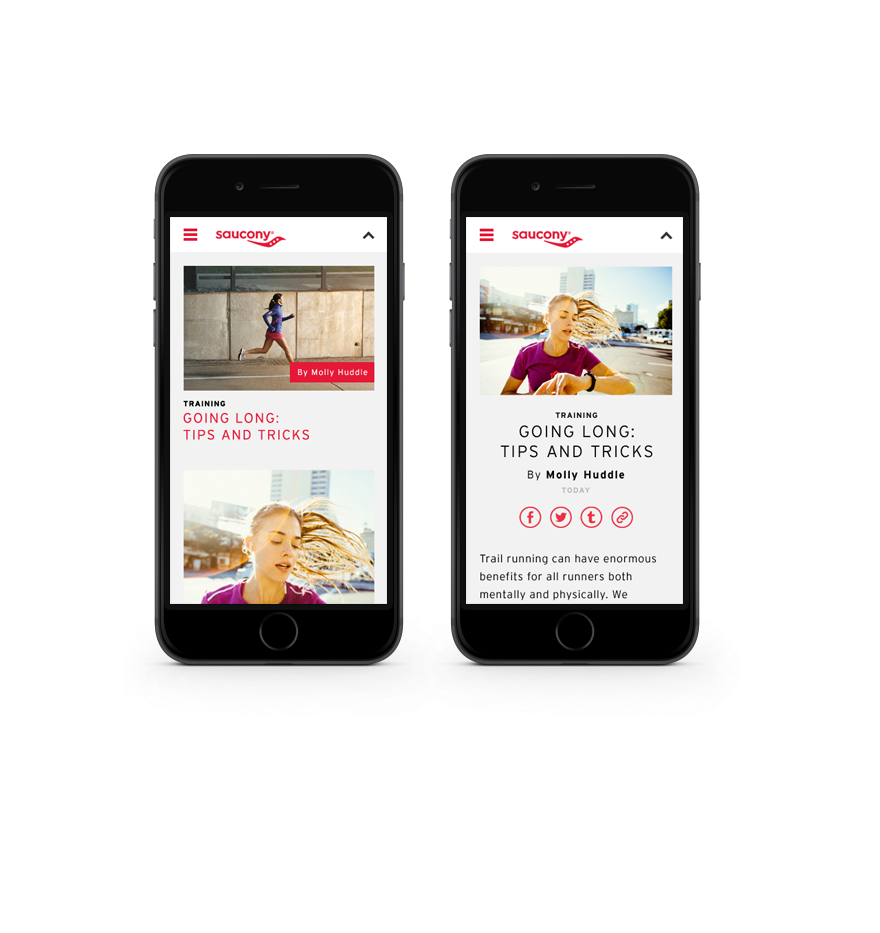 saucony®
By Molly Huddle
TRAINING
GOING LONG:
TIPS AND TRICKS
saucony®
TRAINING
GOING LONG:
TIPS AND TRICKS
By Molly Huddle
TODAY
Trail running can have enormous
benefits for all runners both
mentally and physically. We